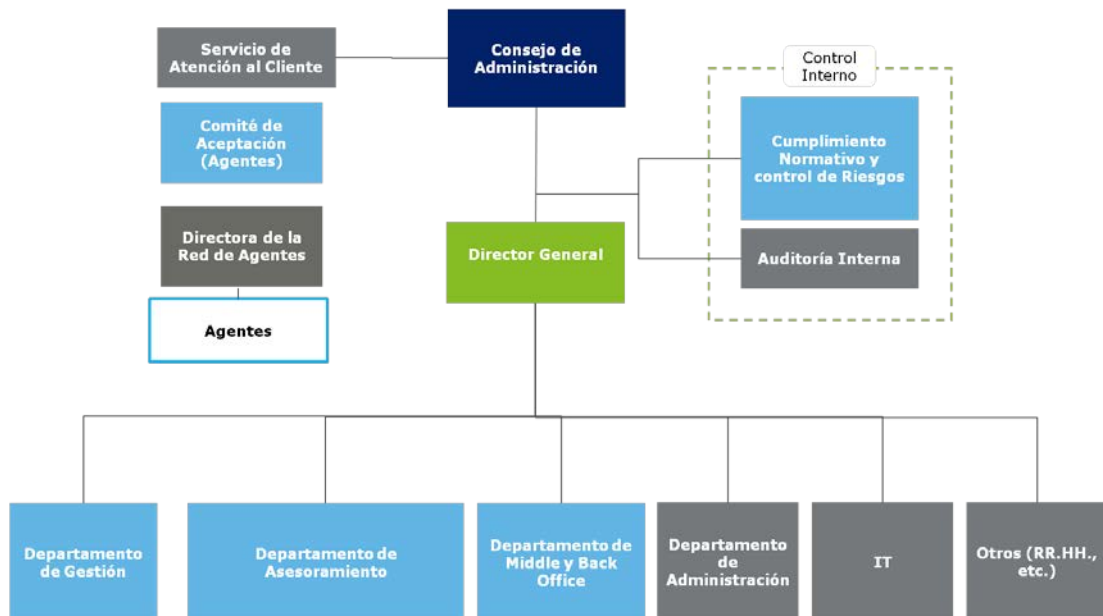 Servicio de
Atención al Cliente
Consejo de
Administración
Control
Interno
Comité de
Aceptación
(Agentes)
Cumplimiento
Normativo y
control de Riesgos
Directora de la
Red de Agentes
Director General
Auditoría Interna
Agentes
Departamento
de Gestión
Departamento de
Asesoramiento
Departamento de
Middle y Back
Office
Departamento
de
Administración
IT
Otros (RR.HH.,
etc.)